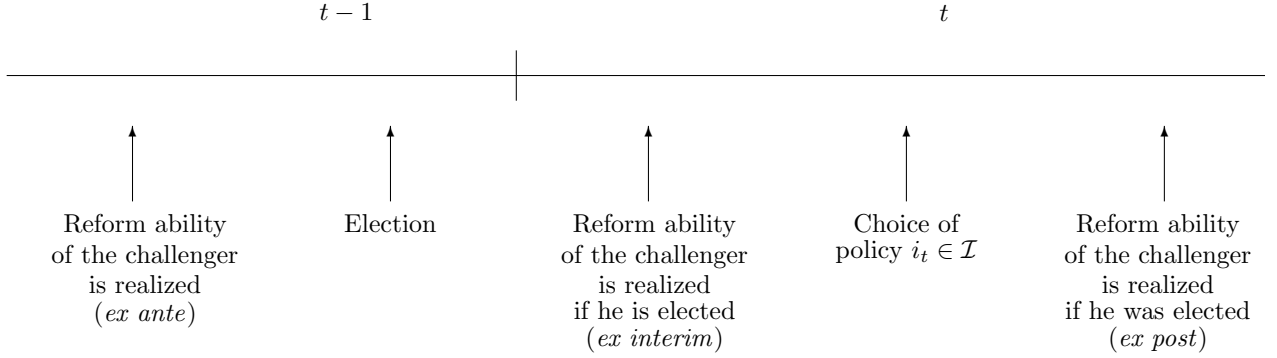 t − 1
t
Reform ability
of the challenger
is realized
(ex ante)
Election
Reform ability
of the challenger
is realized
if he is elected
(ex interim)
Choice of
policy i_t ∈ 𝓘
Reform ability
of the challenger
is realized
if he was elected
(ex post)